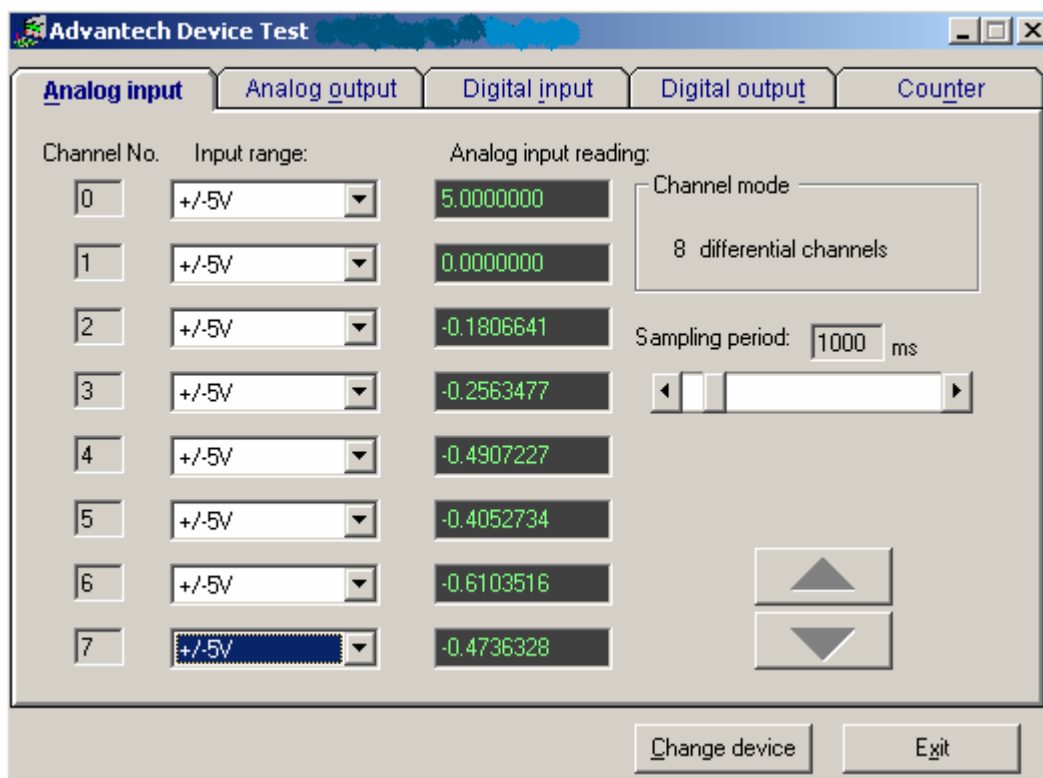 Advantech Device Test
Analog input Analog output Digital input Digital output Counter
Channel No. Input range: Analog input reading:
0 +/-5V 5.0000000
Channel mode
8 differential channels
1 +/-5V 0.0000000
2 +/-5V -0.1806641
Sampling period: 1000 ms
3 +/-5V -0.2563477
4 +/-5V -0.4907227
5 +/-5V -0.4052734
6 +/-5V -0.6103516
7 +/-5V -0.4736328
Change device Exit